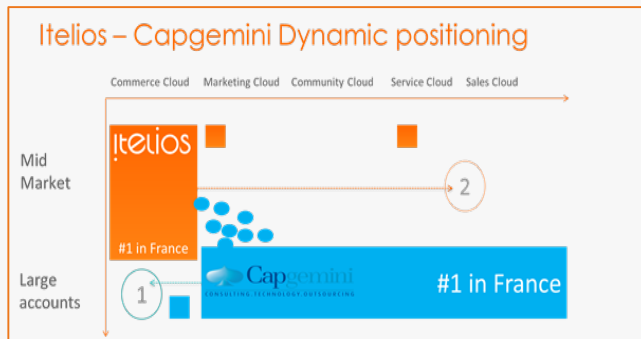 Itelios – Capgemini Dynamic positioning
Commerce Cloud Marketing Cloud Community Cloud Service Cloud Sales Cloud
Mid
Market
itelios
#1 in France
2
Large
accounts
1
Capgemini
CONSULTING.TECHNOLOGY.OUTSOURCING
#1 in France